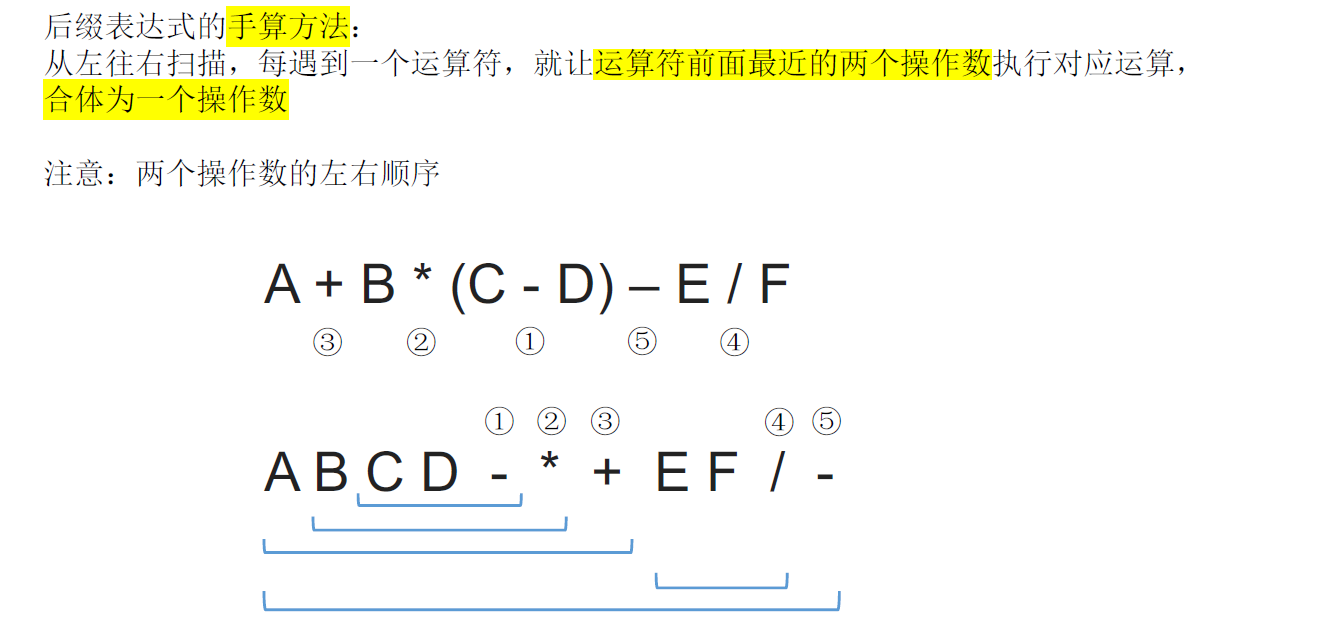 后缀表达式的手算方法：
从左往右扫描，每遇到一个运算符，就让运算符前面最近的两个操作数执行对应运算，
合体为一个操作数
注意：两个操作数的左右顺序
A + B * (C - D) – E / F
③ ② ① ⑤ ④
① ② ③ ④ ⑤
A B C D - * + E F / -